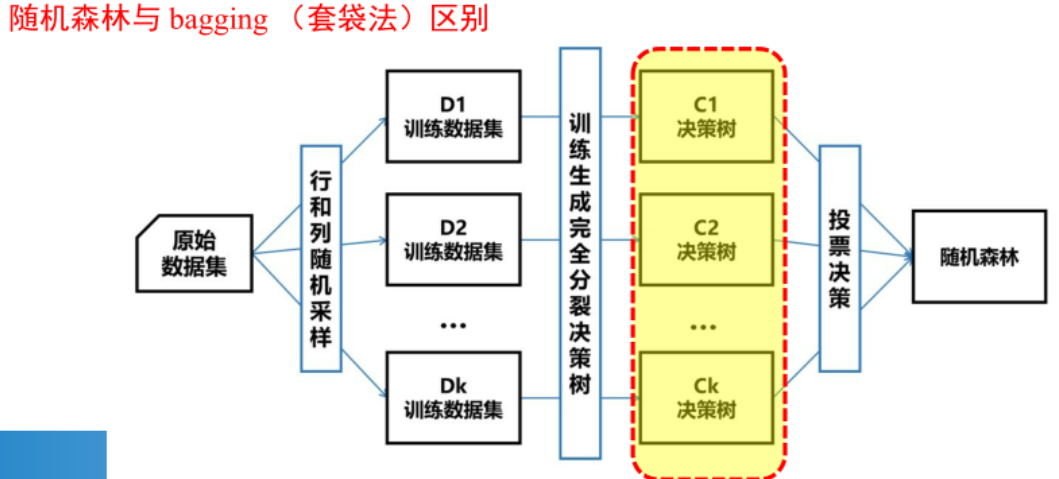 随机森林与 bagging （套袋法）区别
原始
数据集
行和列随机采样
D1
训练数据集
D2
训练数据集
...
Dk
训练数据集
训练生成完全分裂决策树
C1
决策树
C2
决策树
...
Ck
决策树
投票决策
随机森林